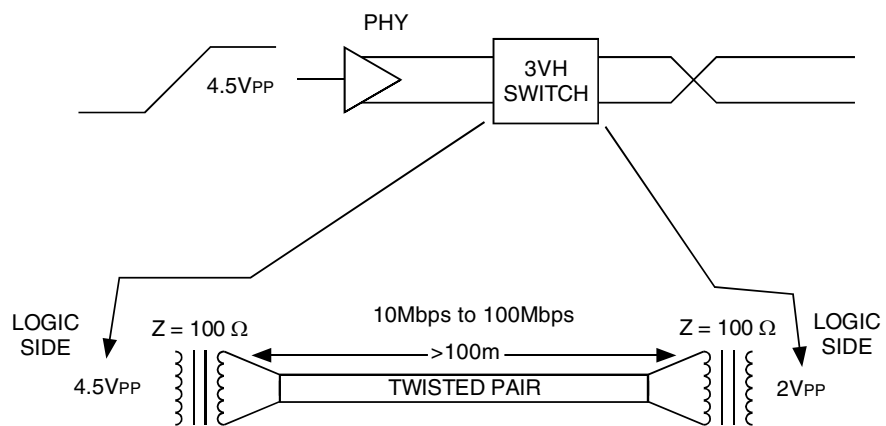 PHY
4.5VPP
3VH
SWITCH
10Mbps to 100Mbps
LOGIC
SIDE
Z = 100 Ω
Z = 100 Ω
LOGIC
SIDE
>100m
4.5VPP
TWISTED PAIR
2VPP